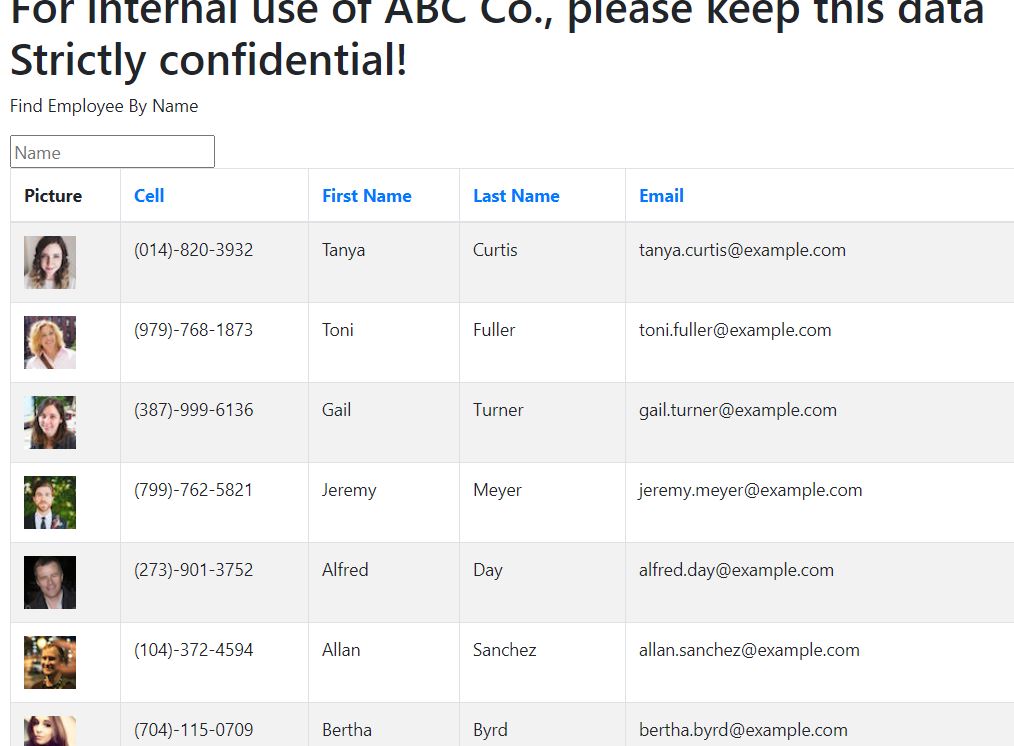 For internal use of ABC Co., please keep this data
Strictly confidential!
Find Employee By Name
Name
Picture Cell First Name Last Name Email
(014)-820-3932 Tanya Curtis tanya.curtis@example.com
(979)-768-1873 Toni Fuller toni.fuller@example.com
(387)-999-6136 Gail Turner gail.turner@example.com
(799)-762-5821 Jeremy Meyer jeremy.meyer@example.com
(273)-901-3752 Alfred Day alfred.day@example.com
(104)-372-4594 Allan Sanchez allan.sanchez@example.com
(704)-115-0709 Bertha Byrd bertha.byrd@example.com